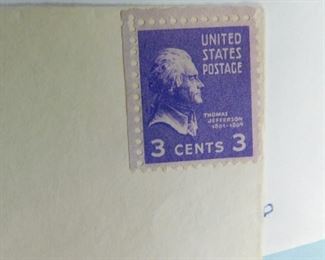 UNITED
STATES
POSTAGE
THOMAS
JEFFERSON
1801-1809
3 CENTS 3